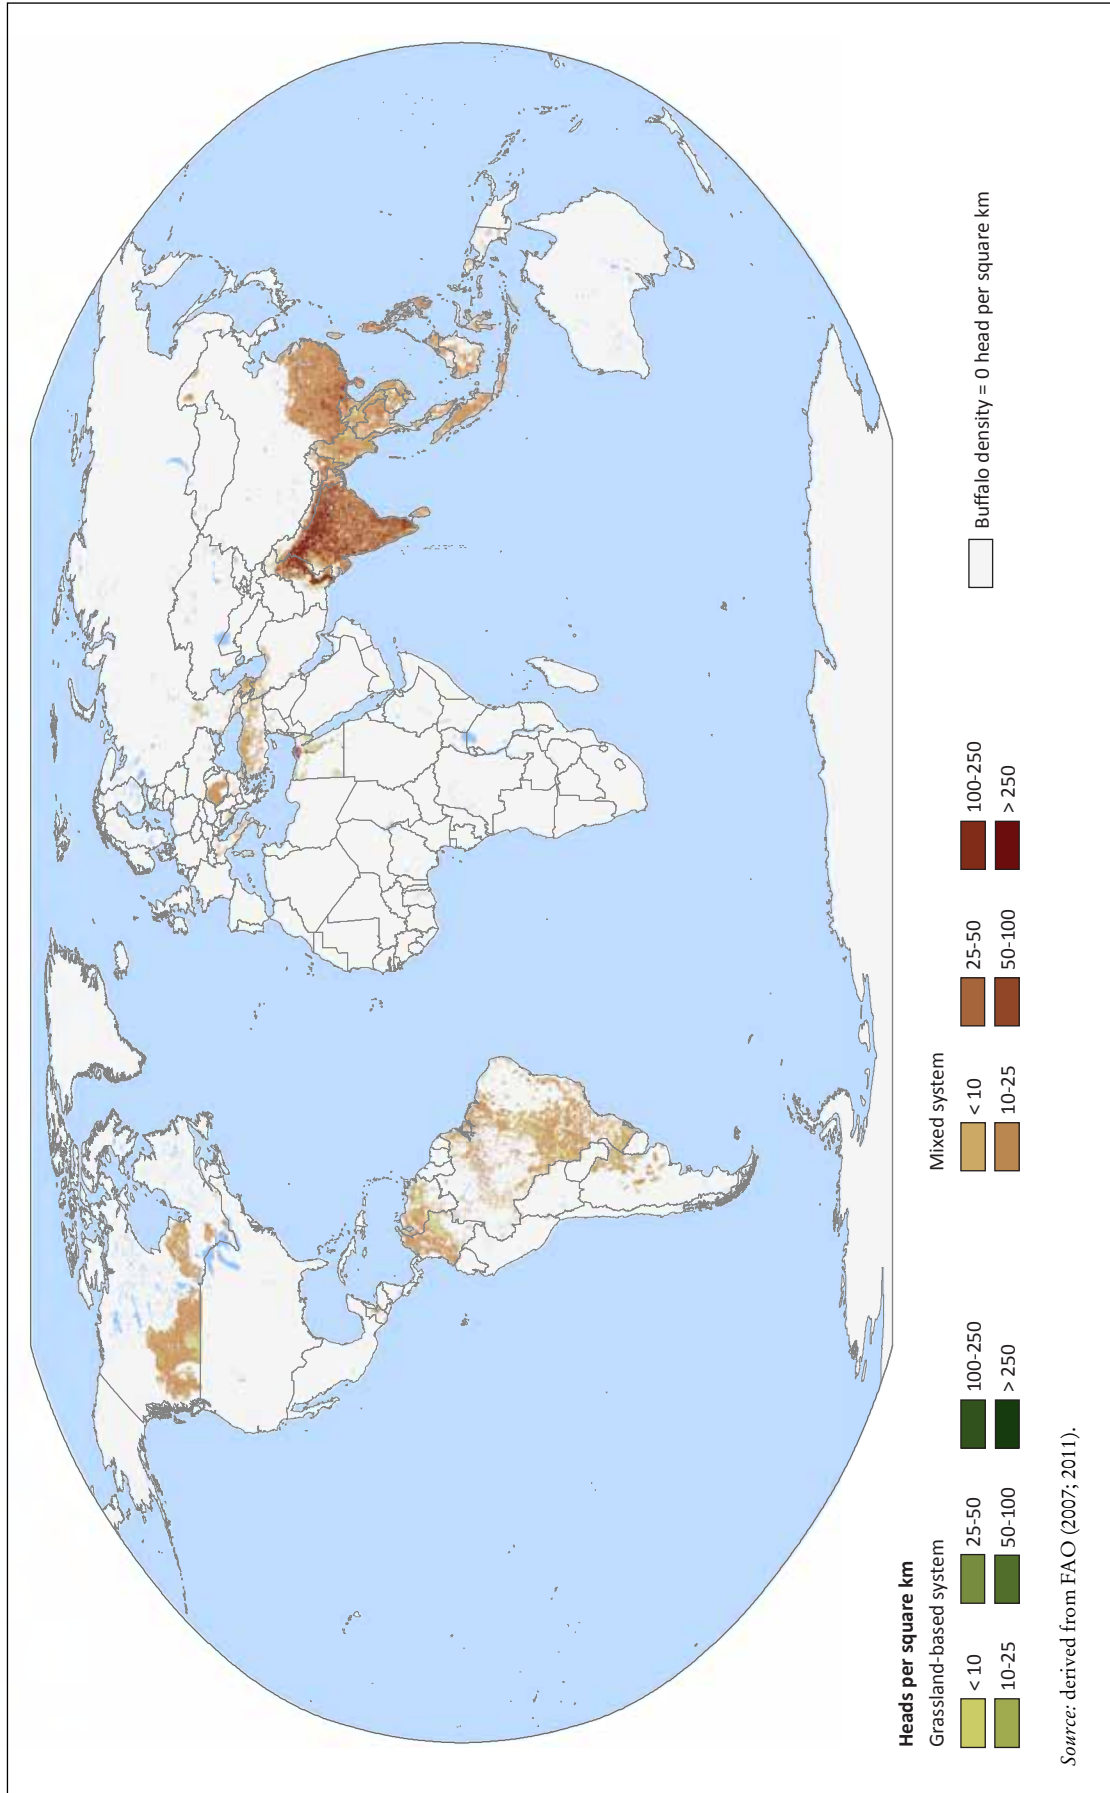 Heads per square km
Grassland-based system
< 10
25-50
100-250
10-25
50-100
> 250
Mixed system
< 10
25-50
100-250
10-25
50-100
> 250
Buffalo density = 0 head per square km
Source: derived from FAO (2007; 2011).